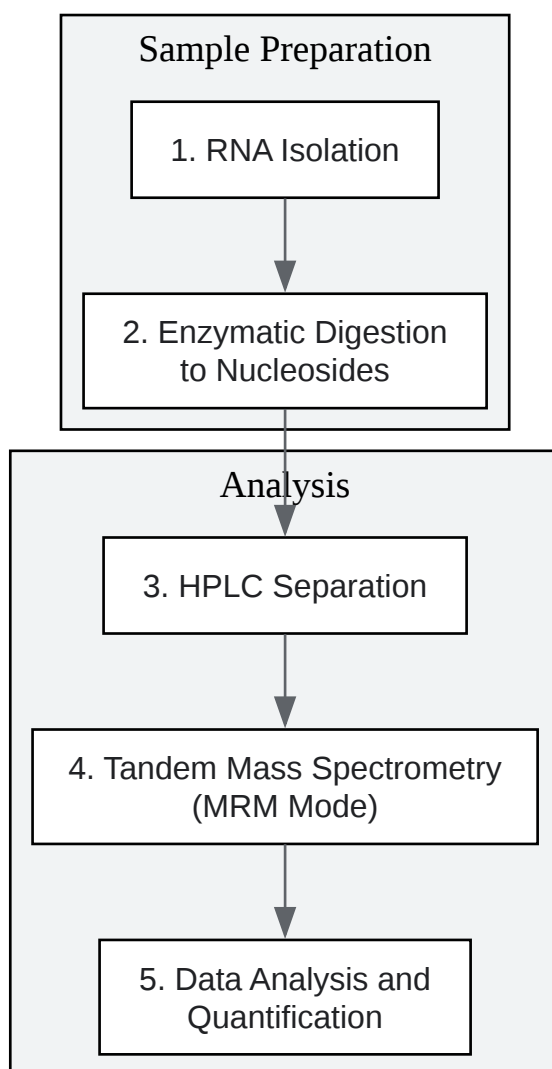 Sample Preparation
1. RNA Isolation
2. Enzymatic Digestion
to Nucleosides
Analysis
3. HPLC Separation
4. Tandem Mass Spectrometry
(MRM Mode)
5. Data Analysis and
Quantification